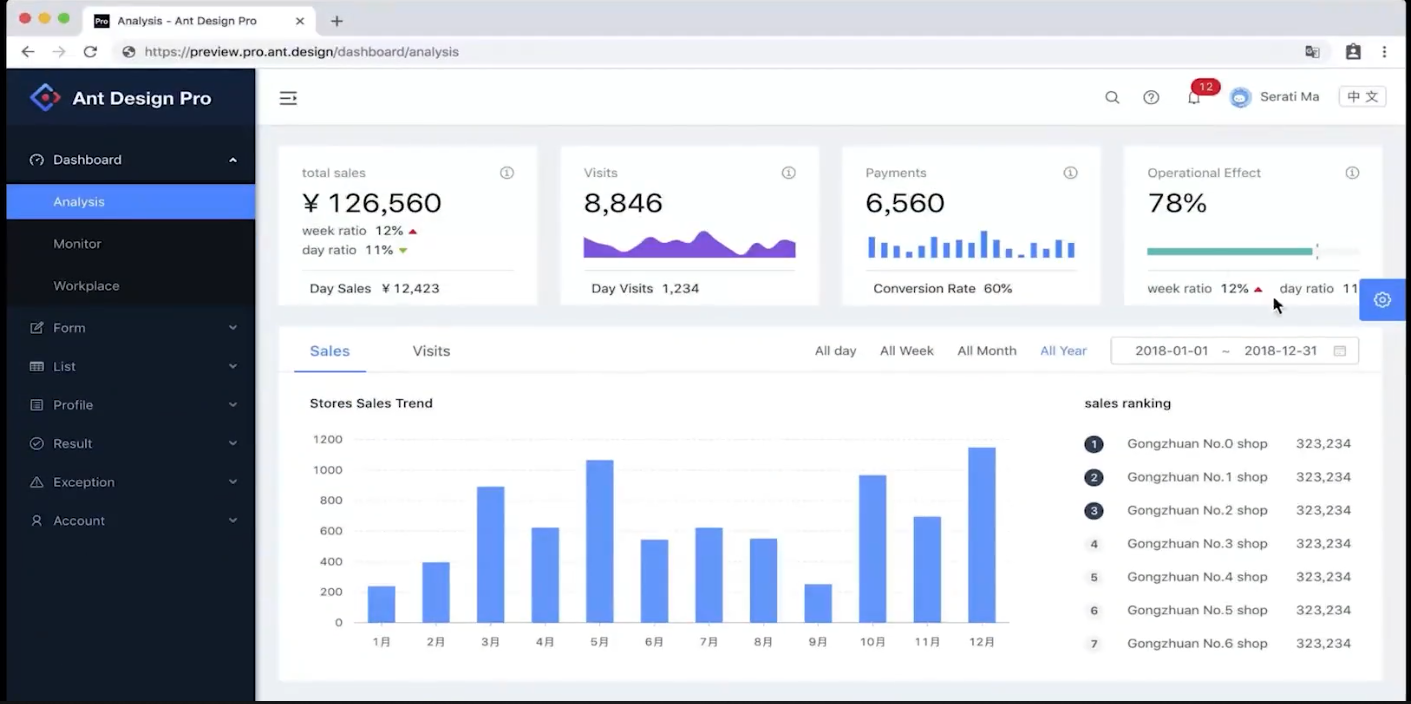 Pro Analysis - Ant Design Pro
https://preview.pro.ant.design/dashboard/analysis
Ant Design Pro
Dashboard
Analysis
Monitor
Workplace
Form
List
Profile
Result
Exception
Account
12
Serati Ma
中文
total sales
¥ 126,560
week ratio 12%
day ratio 11%
Day Sales ¥ 12,423
Visits
8,846
Day Visits 1,234
Payments
6,560
Conversion Rate 60%
Operational Effect
78%
week ratio 12% day ratio 11
Sales Visits All day All Week All Month All Year 2018-01-01 ~ 2018-12-31
Stores Sales Trend
1200
1000
800
600
400
200
0
1月 2月 3月 4月 5月 6月 7月 8月 9月 10月 11月 12月
sales ranking
1 Gongzhuan No.0 shop 323,234
2 Gongzhuan No.1 shop 323,234
3 Gongzhuan No.2 shop 323,234
4 Gongzhuan No.3 shop 323,234
5 Gongzhuan No.4 shop 323,234
6 Gongzhuan No.5 shop 323,234
7 Gongzhuan No.6 shop 323,234